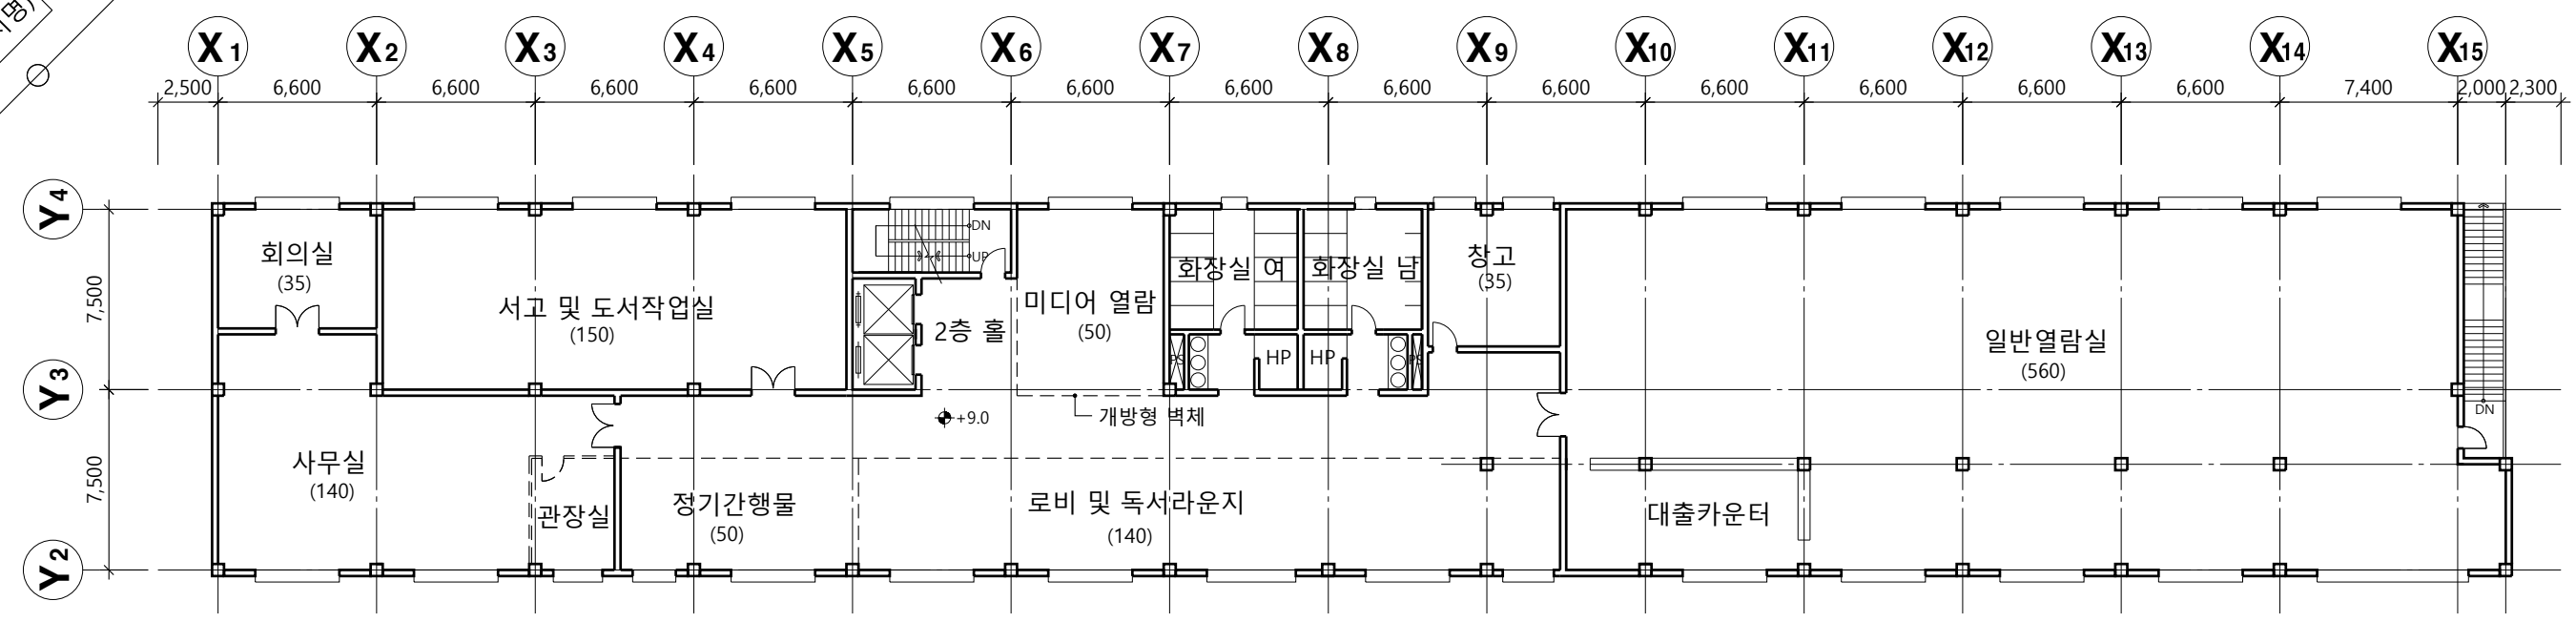 X1 X2 X3 X4 X5 X6 X7 X8 X9 X10 X11 X12 X13 X14 X15
2,500 6,600 6,600 6,600 6,600 6,600 6,600 6,600 6,600 6,600 6,600 6,600 6,600 6,600 7,400 2,000 2,300
Y4
7,500
Y3
7,500
Y2
회의실
(35)
서고 및 도서작업실
(150)
DN
UP
2층 홀
미디어 열람
(50)
화장실 여
화장실 남
PS
HP
HP
PS
창고
(35)
일반열람실
(560)
DN
+9.0
개방형 벽체
사무실
(140)
관장실
정기간행물
(50)
로비 및 독서라운지
(140)
대출카운터